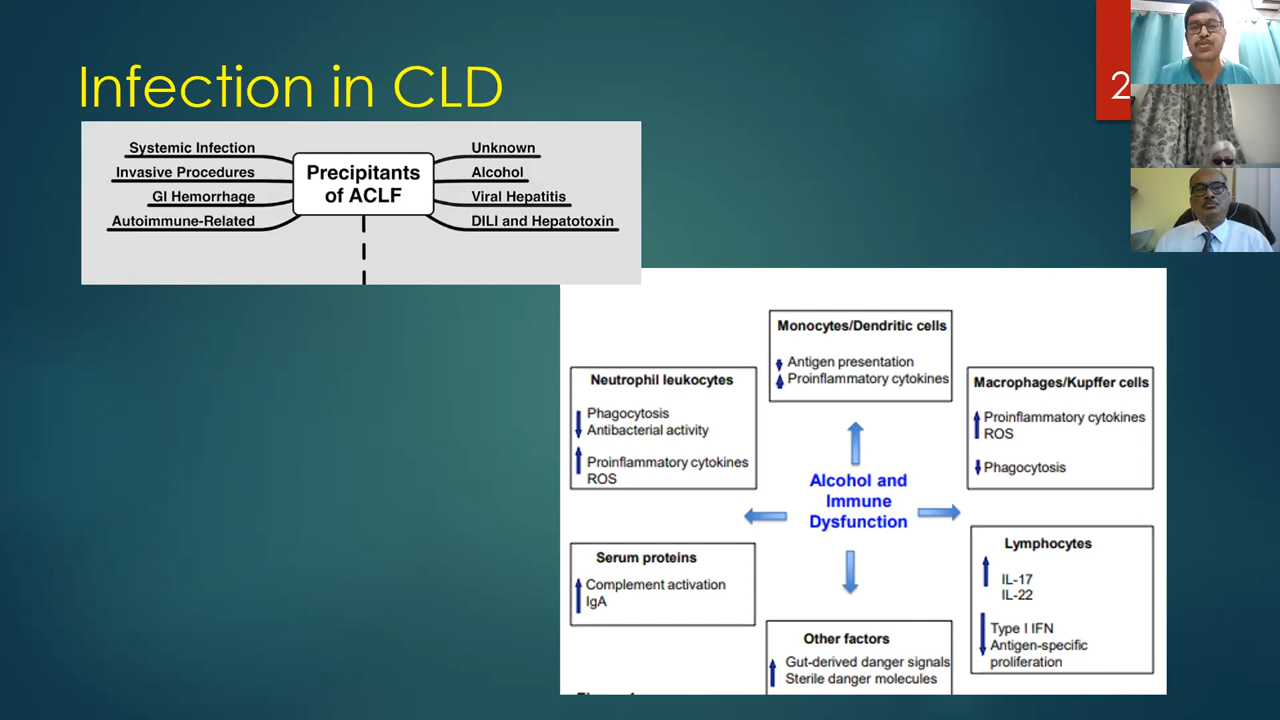 Infection in CLD
2
Systemic Infection
Invasive Procedures
GI Hemorrhage
Autoimmune-Related
Precipitants
of ACLF
Unknown
Alcohol
Viral Hepatitis
DILI and Hepatotoxin
Monocytes/Dendritic cells
Antigen presentation
Proinflammatory cytokines
Neutrophil leukocytes
Phagocytosis
Antibacterial activity
Proinflammatory cytokines
ROS
Macrophages/Kupffer cells
Proinflammatory cytokines
ROS
Phagocytosis
Alcohol and
Immune
Dysfunction
Serum proteins
Complement activation
IgA
Lymphocytes
IL-17
IL-22
Type I IFN
Antigen-specific
proliferation
Other factors
Gut-derived danger signals
Sterile danger molecules